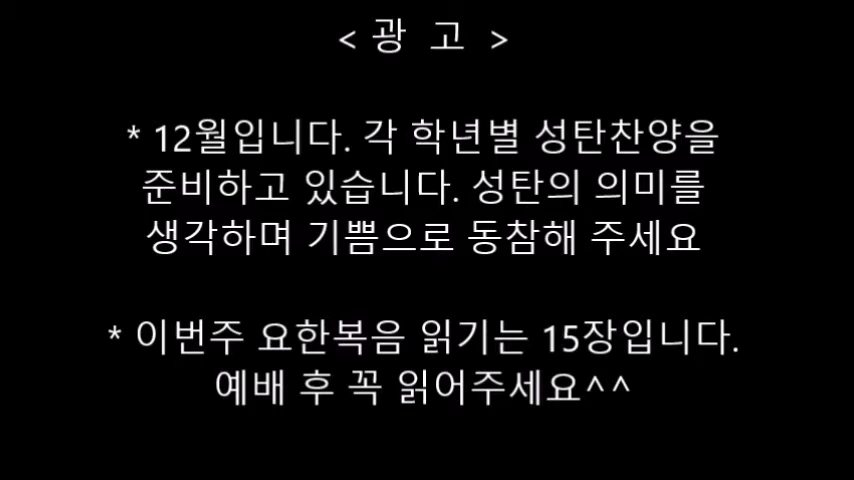 < 광 고 >
* 12월입니다. 각 학년별 성탄찬양을
준비하고 있습니다. 성탄의 의미를
생각하며 기쁨으로 동참해 주세요
* 이번주 요한복음 읽기는 15장입니다.
예배 후 꼭 읽어주세요^^